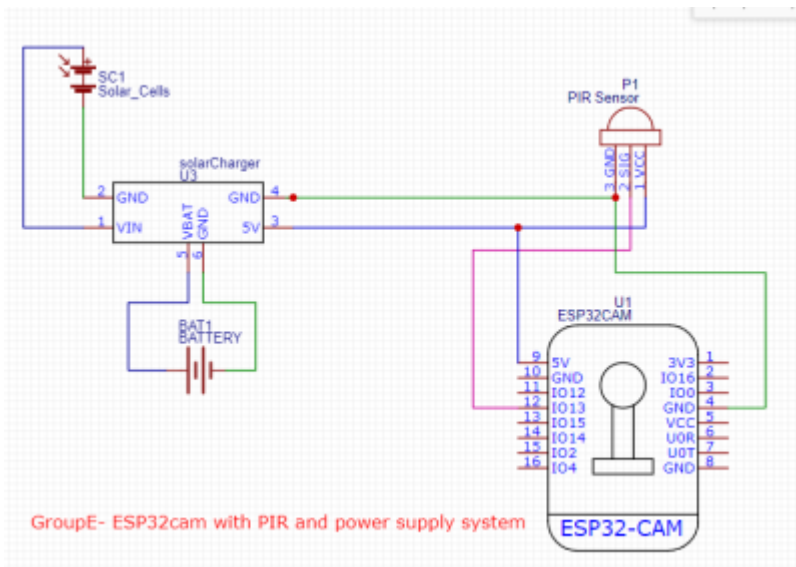 SC1
Solar_Cells
P1
PIR Sensor
3 GND
2 SIG
1 VCC
solarCharger
U3
2 GND
1 VIN
GND 4
5V 3
VBAT
GND
5
6
BAT1
BATTERY
U1
ESP32CAM
9 5V
10 GND
11 IO12
12 IO13
13 IO15
14 IO14
15 IO2
16 IO4
3V3 1
IO16 2
IO0 3
GND 4
VCC 5
U0R 6
U0T 7
GND 8
GroupE- ESP32cam with PIR and power supply system
ESP32-CAM